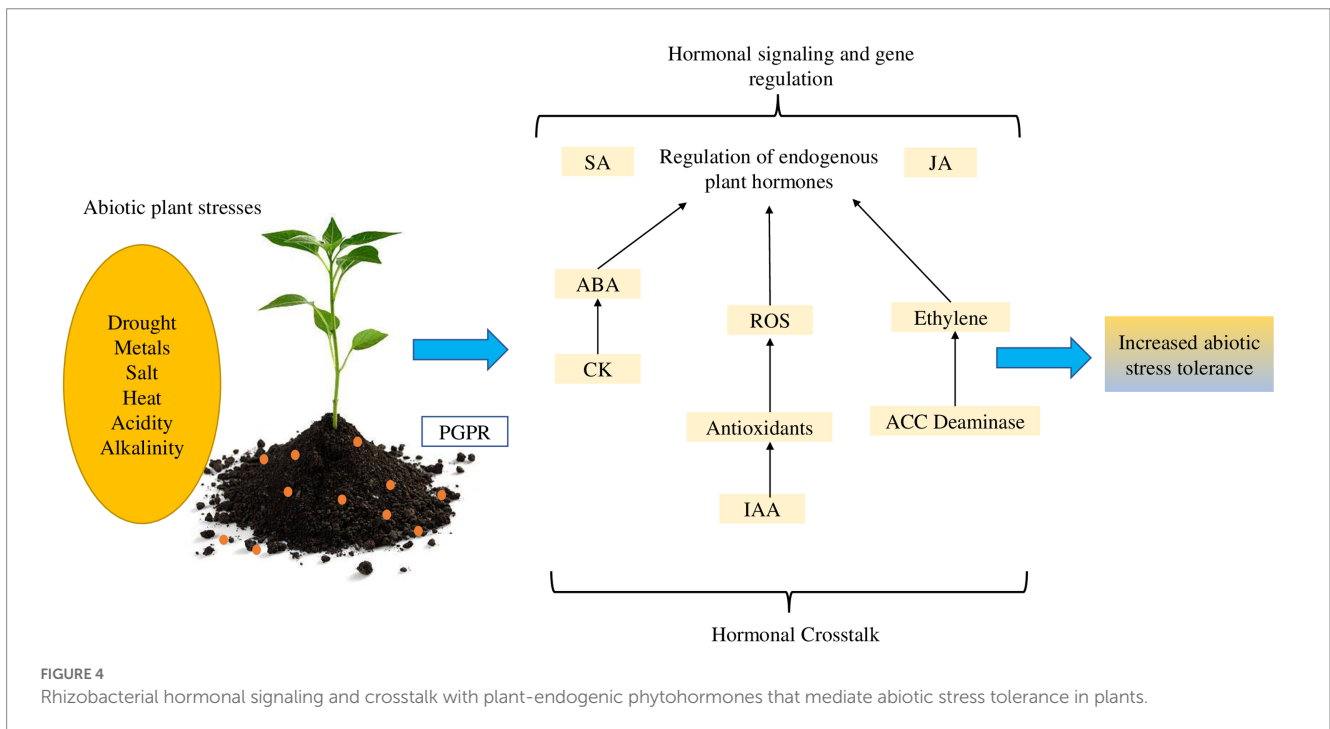 Hormonal signaling and gene
regulation
SA
Regulation of endogenous
plant hormones
JA
Abiotic plant stresses
Drought
Metals
Salt
Heat
Acidity
Alkalinity
PGPR
ABA
CK
ROS
Antioxidants
IAA
Ethylene
ACC Deaminase
Increased abiotic
stress tolerance
Hormonal Crosstalk
FIGURE 4
Rhizobacterial hormonal signaling and crosstalk with plant-endogenic phytohormones that mediate abiotic stress tolerance in plants.